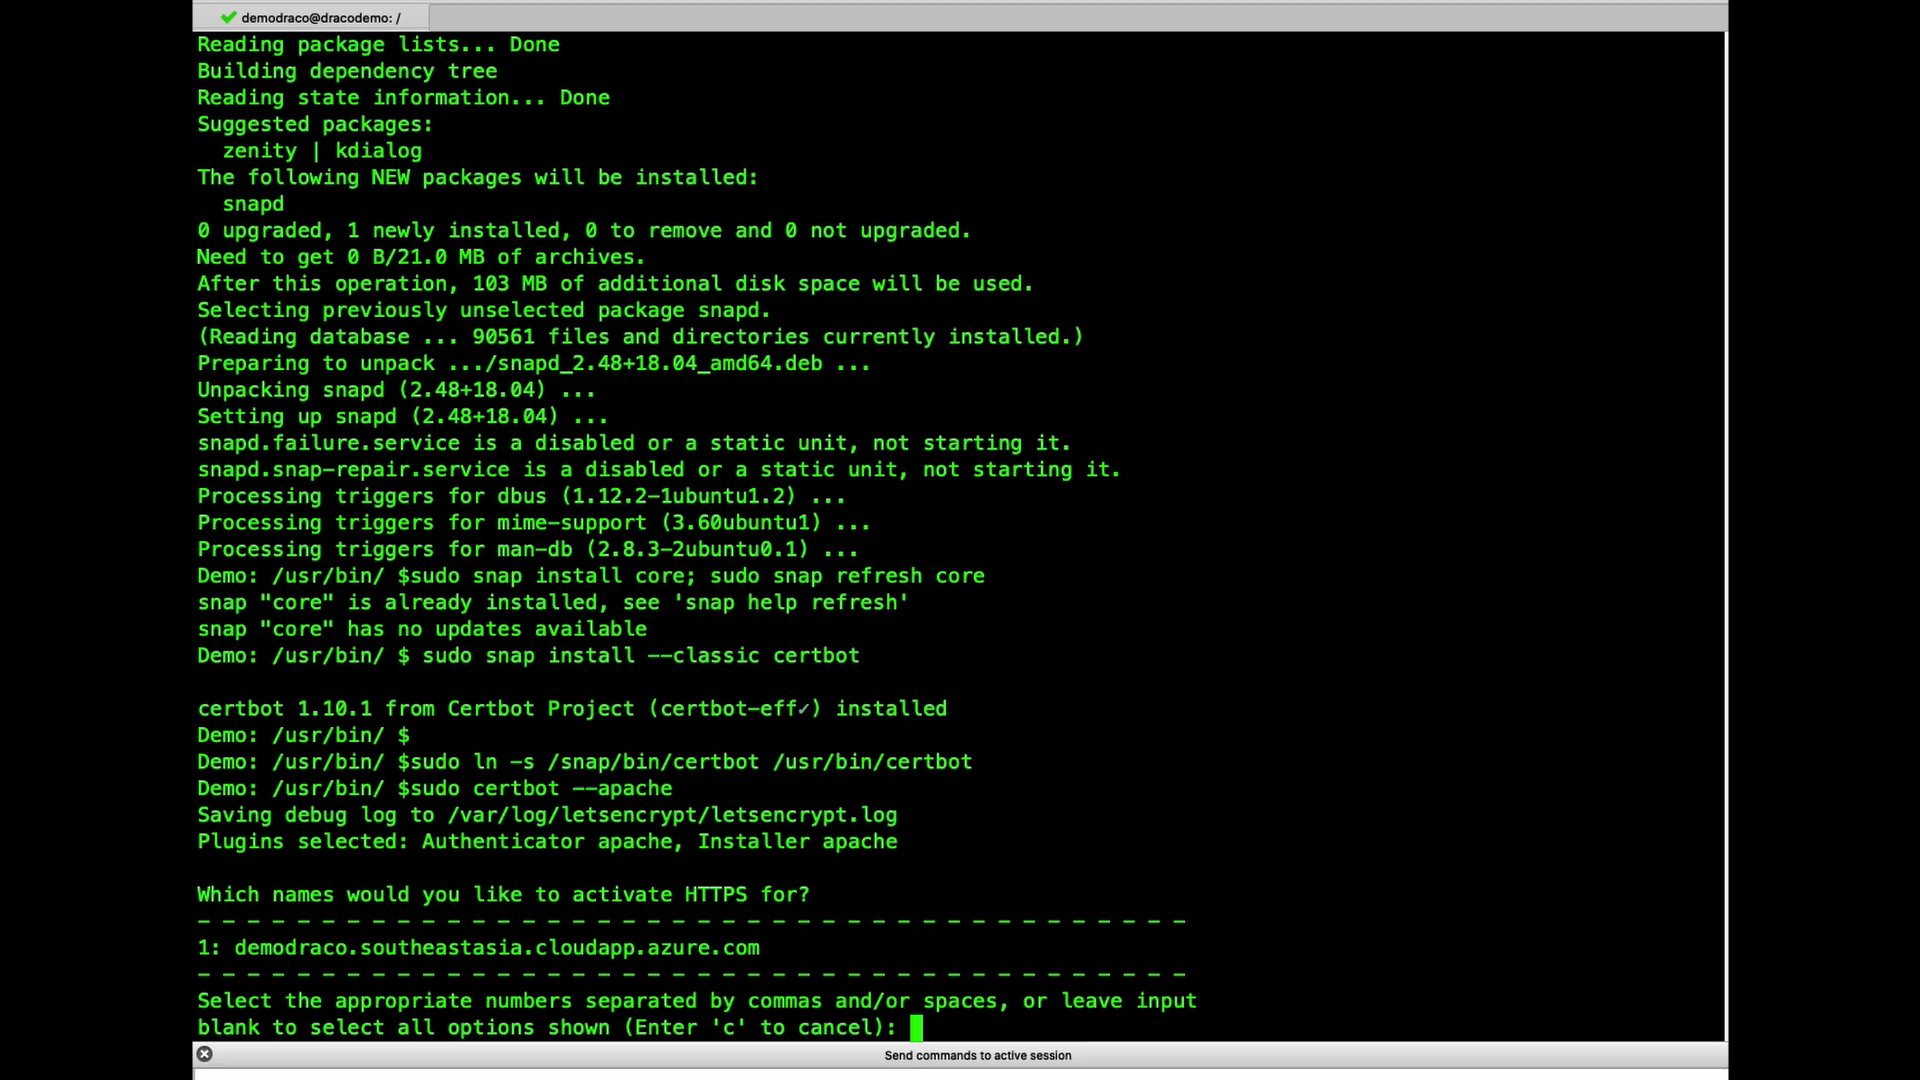 demodraco@dracodemo: /
Reading package lists... Done
Building dependency tree
Reading state information... Done
Suggested packages:
  zenity | kdialog
The following NEW packages will be installed:
  snapd
0 upgraded, 1 newly installed, 0 to remove and 0 not upgraded.
Need to get 0 B/21.0 MB of archives.
After this operation, 103 MB of additional disk space will be used.
Selecting previously unselected package snapd.
(Reading database ... 90561 files and directories currently installed.)
Preparing to unpack .../snapd_2.48+18.04_amd64.deb ...
Unpacking snapd (2.48+18.04) ...
Setting up snapd (2.48+18.04) ...
snapd.failure.service is a disabled or a static unit, not starting it.
snapd.snap-repair.service is a disabled or a static unit, not starting it.
Processing triggers for dbus (1.12.2-1ubuntu1.2) ...
Processing triggers for mime-support (3.60ubuntu1) ...
Processing triggers for man-db (2.8.3-2ubuntu0.1) ...
Demo: /usr/bin/ $sudo snap install core; sudo snap refresh core
snap "core" is already installed, see 'snap help refresh'
snap "core" has no updates available
Demo: /usr/bin/ $ sudo snap install --classic certbot
certbot 1.10.1 from Certbot Project (certbot-eff✓) installed
Demo: /usr/bin/ $
Demo: /usr/bin/ $sudo ln -s /snap/bin/certbot /usr/bin/certbot
Demo: /usr/bin/ $sudo certbot --apache
Saving debug log to /var/log/letsencrypt/letsencrypt.log
Plugins selected: Authenticator apache, Installer apache
Which names would you like to activate HTTPS for?
- - - - - - - - - - - - - - - - - - - - - - - - - - - - - - - - - - - - - - - -
1: demodraco.southeastasia.cloudapp.azure.com
- - - - - - - - - - - - - - - - - - - - - - - - - - - - - - - - - - - - - - - -
Select the appropriate numbers separated by commas and/or spaces, or leave input
blank to select all options shown (Enter 'c' to cancel):
Send commands to active session